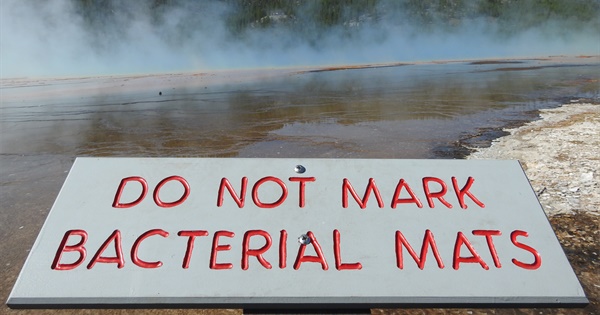 DO NOT MARK
BACTERIAL MATS